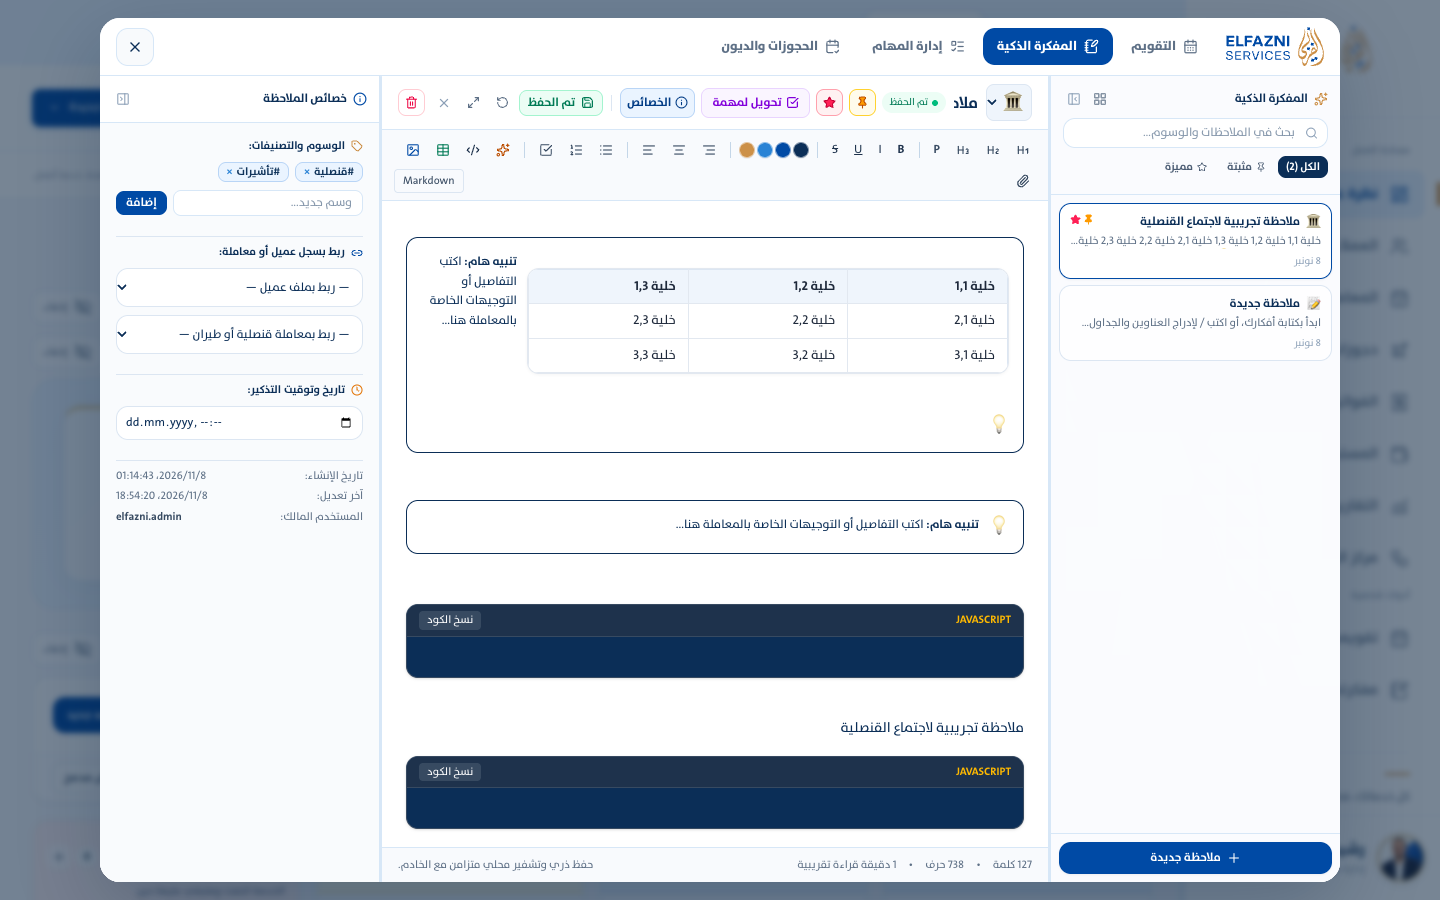 ELFAZNI
SERVICES
التقويم
المفكرة الذكية
إدارة المهام
الحجوزات والديون
المفكرة الذكية
بحث في الملاحظات والوسوم...
الكل (2)
مثبتة
مميزة
ملاحظة تجريبية لاجتماع القنصلية
خلية 1,1 خلية 1,2 خلية 1,3 خلية 2,1 خلية 2,2 خلية 2,3 خلية...
8 نونبر
ملاحظة جديدة
ابدأ بكتابة أفكارك، أو اكتب / لإدراج العناوين والجداول...
8 نونبر
ملاحظة جديدة
ملاح
تم الحفظ
تحويل لمهمة
الخصائص
تم الحفظ
H1 H2 H3 P B I U S
Markdown
خلية 1,1 خلية 1,2 خلية 1,3
خلية 2,1 خلية 2,2 خلية 2,3
خلية 3,1 خلية 3,2 خلية 3,3
تنبيه هام: اكتب
التفاصيل أو
التوجيهات الخاصة
بالمعاملة هنا...
تنبيه هام: اكتب التفاصيل أو التوجيهات الخاصة بالمعاملة هنا...
JAVASCRIPT
نسخ الكود
ملاحظة تجريبية لاجتماع القنصلية
JAVASCRIPT
نسخ الكود
127 كلمة • 738 حرف • 1 دقيقة قراءة تقريبية
حفظ ذري وتشفير محلي متزامن مع الخادم.
خصائص الملاحظة
الوسوم والتصنيفات:
#قنصلية ×
#تأشيرات ×
وسم جديد...
إضافة
ربط بسجل عميل أو معاملة:
— ربط بملف عميل —
— ربط بمعاملة قنصلية أو طيران —
تاريخ وتوقيت التذكير:
dd.mm.yyyy, --:--
تاريخ الإنشاء: 8‏/11‏/2026، 01:14:43
آخر تعديل: 8‏/11‏/2026، 18:54:20
المستخدم المالك: elfazni.admin